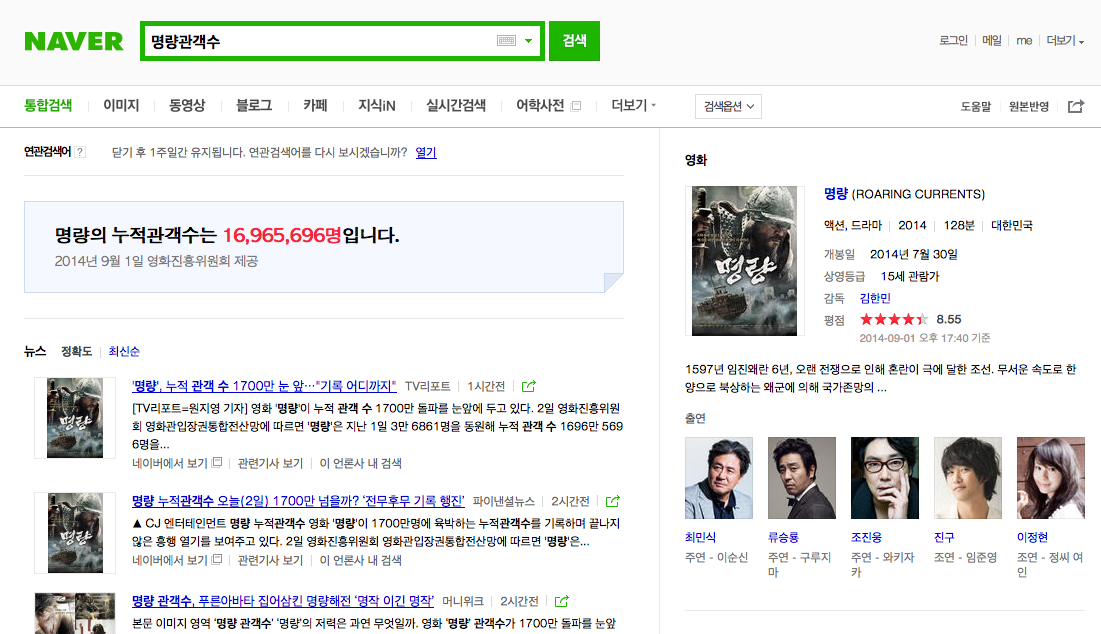 NAVER
명량관객수
검색
로그인 메일 me 더보기
통합검색 이미지 동영상 블로그 카페 지식iN 실시간검색 어학사전 더보기 검색옵션 도움말 원본반영
연관검색어 ? 닫기 후 1주일간 유지됩니다. 연관검색어를 다시 보시겠습니까? 열기
명량의 누적관객수는 16,965,696명입니다.
2014년 9월 1일 영화진흥위원회 제공
뉴스 정확도 최신순
'명량', 누적 관객 수 1700만 눈 앞…"기록 어디까지" TV리포트 1시간전
[TV리포트=원지영 기자] 영화 '명량'이 누적 관객 수 1700만 돌파를 눈앞에 두고 있다. 2일 영화진흥위원
회 영화관입장권통합전산망에 따르면 '명량'은 지난 1일 3만 6861명을 동원해 누적 관객 수 1696만 569
6명을...
네이버에서 보기 관련기사 보기 이 언론사 내 검색
명량 누적관객수 오늘(2일) 1700만 넘을까? '전무후무 기록 행진' 파이낸셜뉴스 2시간전
▲ CJ 엔터테인먼트 명량 누적관객수 영화 '명량'이 1700만명에 육박하는 누적관객수를 기록하며 끝나지
않은 흥행 열기를 보여주고 있다. 2일 영화진흥위원회 영화관입장권통합전산망에 따르면 '명량'은...
네이버에서 보기 관련기사 보기 이 언론사 내 검색
명량 관객수, 푸른아바타 집어삼킨 명량해전 '명작 이긴 명작' 머니위크 2시간전
본문 이미지 영역 '명량 관객수' '명량'의 저력은 과연 무엇일까. 영화 '명량' 관객수가 1700만 돌파를 눈앞
영화
명량
명량 (ROARING CURRENTS)
액션, 드라마 2014 128분 대한민국
개봉일 2014년 7월 30일
상영등급 15세 관람가
감독 김한민
평점 8.55
2014-09-01 오후 17:40 기준
1597년 임진왜란 6년, 오랜 전쟁으로 인해 혼란이 극에 달한 조선. 무서운 속도로 한
양으로 북상하는 왜군에 의해 국가존망의 ...
출연
최민식 류승룡 조진웅 진구 이정현
주연 - 이순신 주연 - 구루지마 주연 - 와키자카 조연 - 임준영 조연 - 정씨 여인